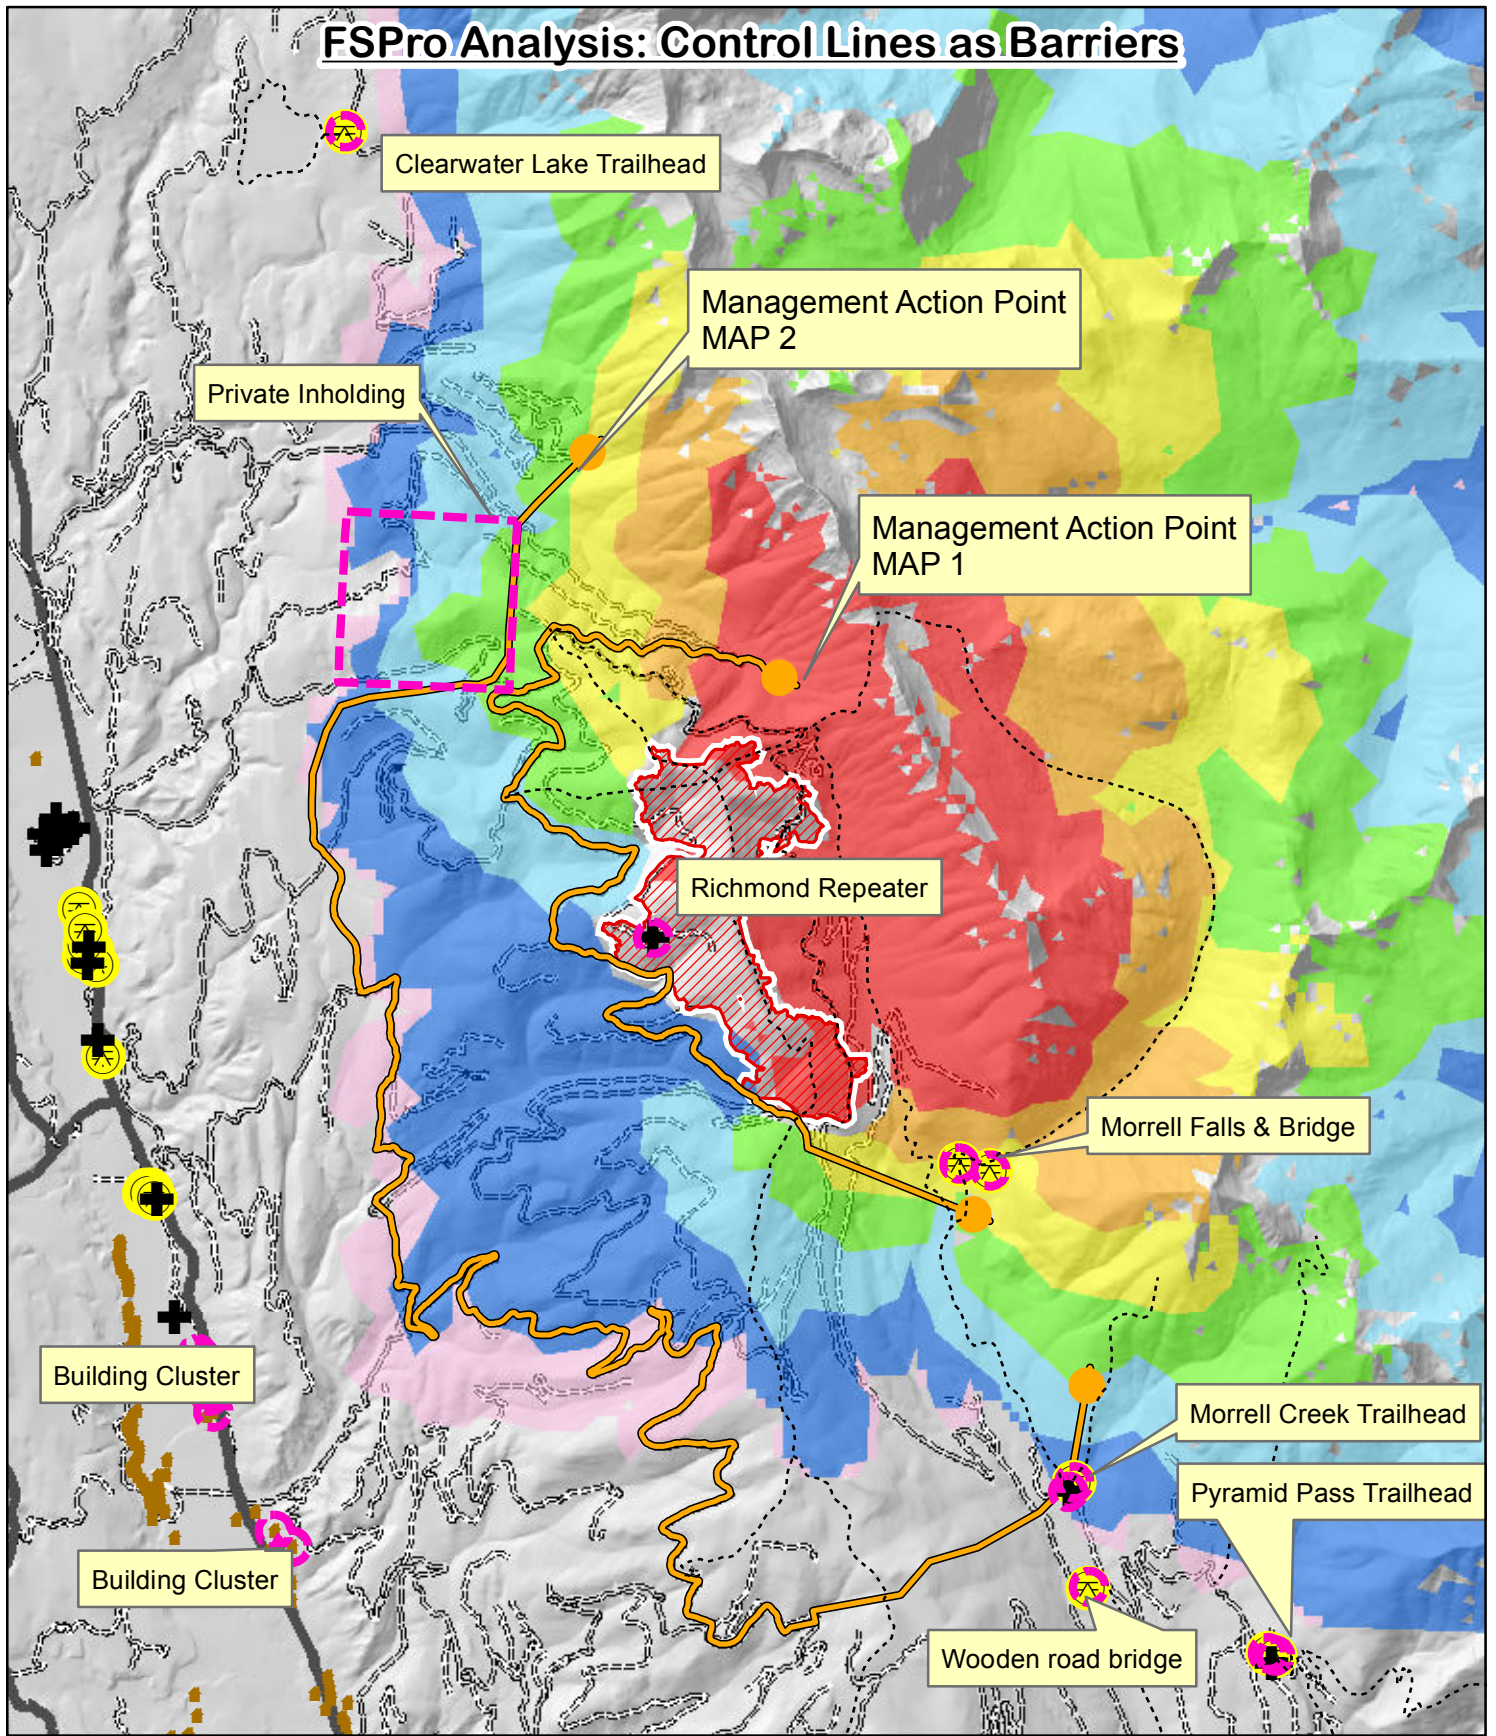 FSPro Analysis: Control Lines as Barriers
Clearwater Lake Trailhead
Management Action Point
MAP 2
Private Inholding
Management Action Point
MAP 1
Richmond Repeater
Morrell Falls & Bridge
Building Cluster
Morrell Creek Trailhead
Pyramid Pass Trailhead
Building Cluster
Wooden road bridge